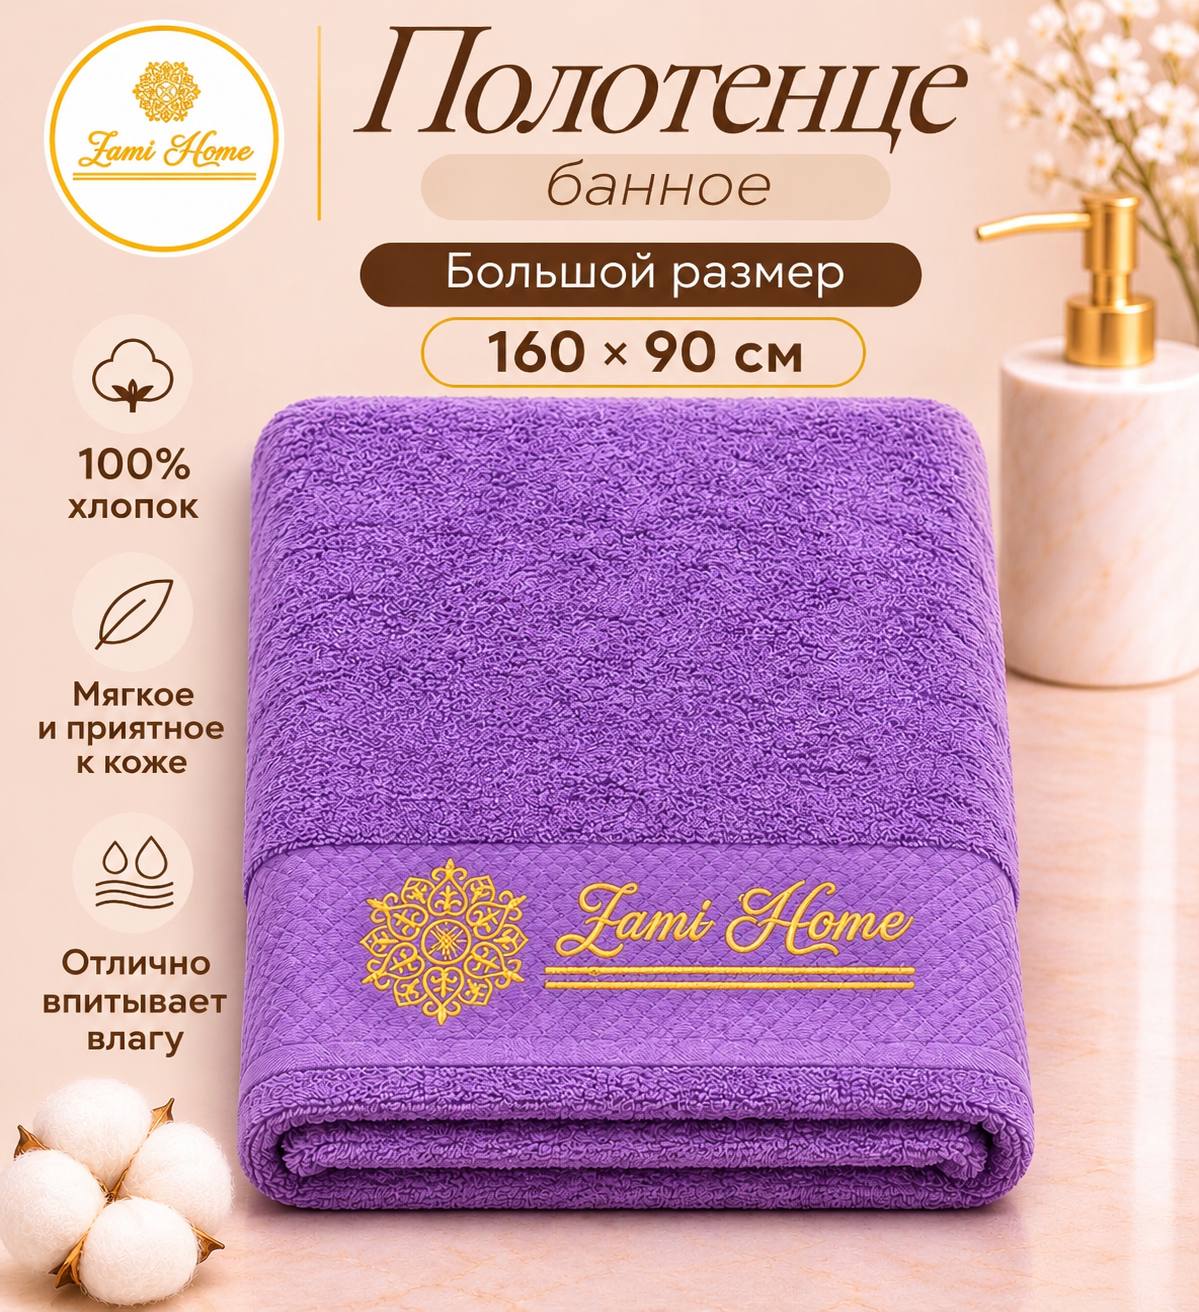 Zami Home
Полотенце
банное
Большой размер
160 × 90 см
100%
хлопок
Мягкое
и приятное
к коже
Отлично
впитывает
влагу
Zami Home